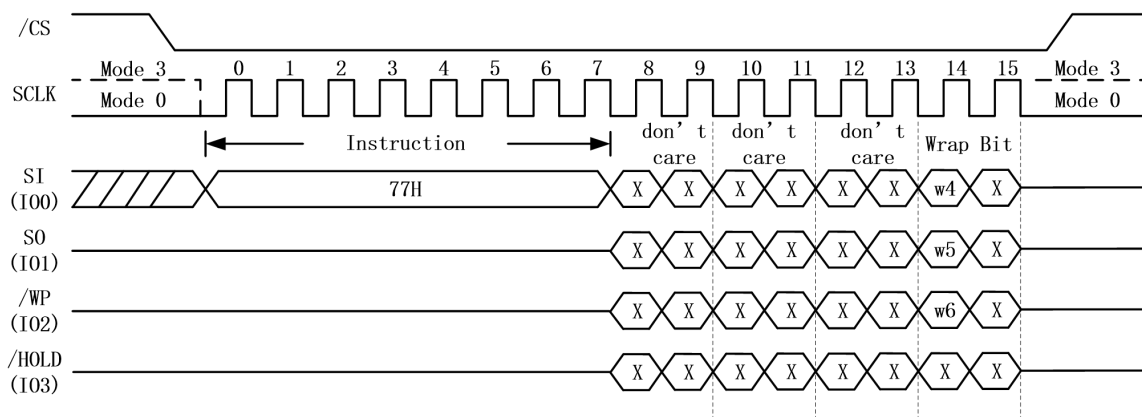 /CS
Mode 3 0 1 2 3 4 5 6 7 8 9 10 11 12 13 14 15 Mode 3
SCLK
Mode 0 Mode 0
Instruction don't care don't care don't care Wrap Bit
SI
(IO0)
77H X X X X X X w4 X
SO
(IO1)
X X X X X X w5 X
/WP
(IO2)
X X X X X X w6 X
/HOLD
(IO3)
X X X X X X X X